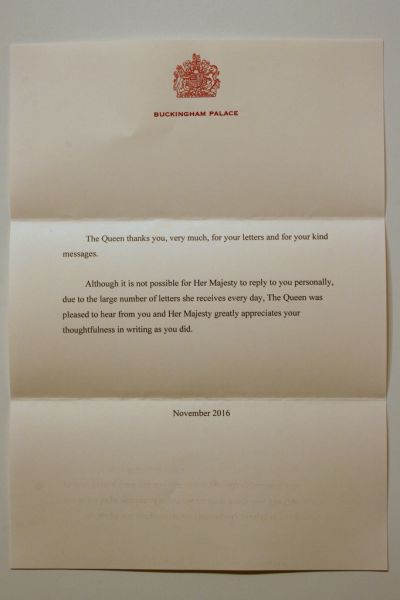 BUCKINGHAM PALACE
The Queen thanks you, very much, for your letters and for your kind
messages.
Although it is not possible for Her Majesty to reply to you personally,
due to the large number of letters she receives every day, The Queen was
pleased to hear from you and Her Majesty greatly appreciates your
thoughtfulness in writing as you did.
November 2016